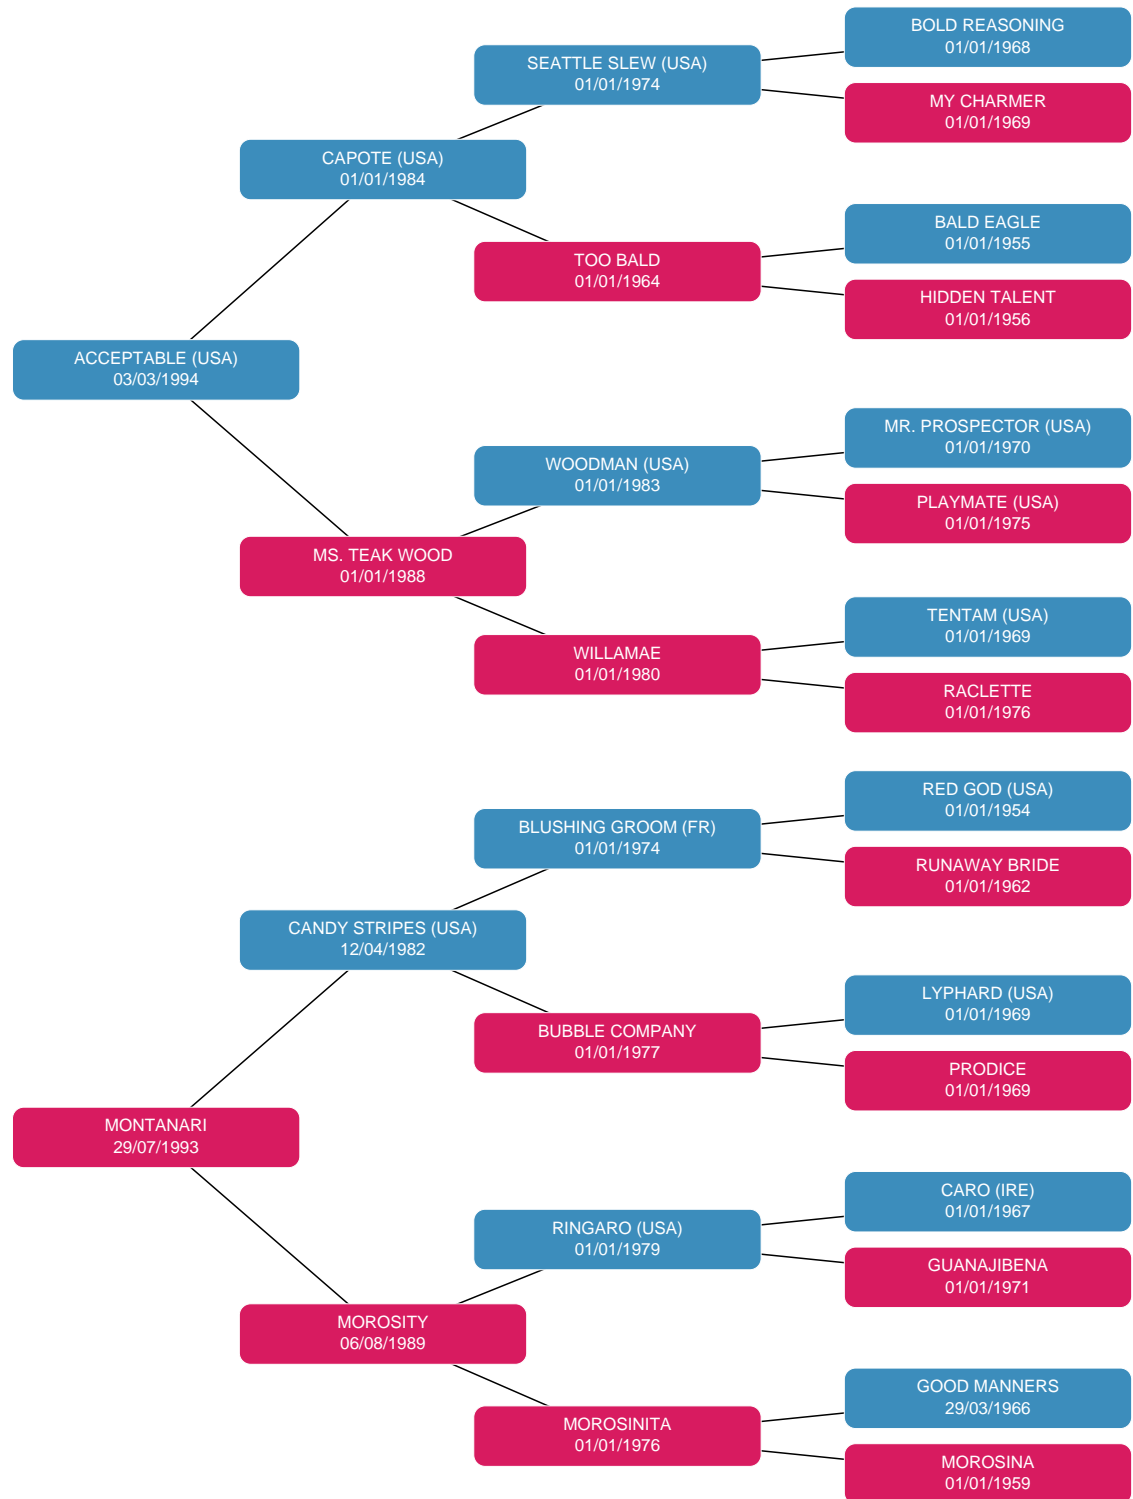 BOLD REASONING
01/01/1968
SEATTLE SLEW (USA)
01/01/1974
MY CHARMER
01/01/1969
CAPOTE (USA)
01/01/1984
BALD EAGLE
01/01/1955
TOO BALD
01/01/1964
HIDDEN TALENT
01/01/1956
ACCEPTABLE (USA)
03/03/1994
MR. PROSPECTOR (USA)
01/01/1970
WOODMAN (USA)
01/01/1983
PLAYMATE (USA)
01/01/1975
MS. TEAK WOOD
01/01/1988
TENTAM (USA)
01/01/1969
WILLAMAE
01/01/1980
RACLETTE
01/01/1976
RED GOD (USA)
01/01/1954
BLUSHING GROOM (FR)
01/01/1974
RUNAWAY BRIDE
01/01/1962
CANDY STRIPES (USA)
12/04/1982
LYPHARD (USA)
01/01/1969
BUBBLE COMPANY
01/01/1977
PRODICE
01/01/1969
MONTANARI
29/07/1993
CARO (IRE)
01/01/1967
RINGARO (USA)
01/01/1979
GUANAJIBENA
01/01/1971
MOROSITY
06/08/1989
GOOD MANNERS
29/03/1966
MOROSINITA
01/01/1976
MOROSINA
01/01/1959